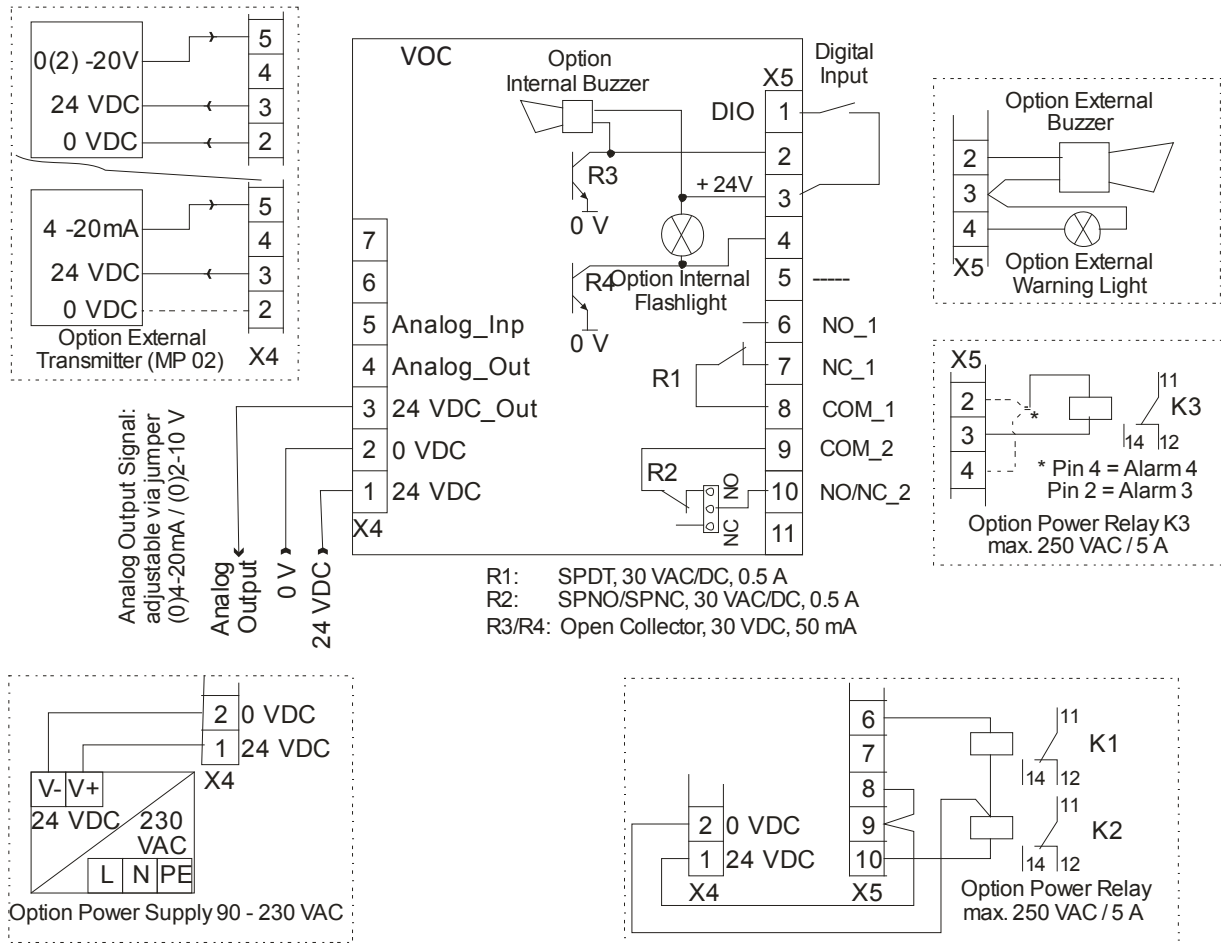 0(2) -20V
24 VDC
0 VDC
5
4
3
2
4 -20mA
24 VDC
0 VDC
5
4
3
2
Option External
Transmitter (MP 02)
X4
VOC
Option
Internal Buzzer
X5
Digital
Input
DIO
1
2
3
4
5
6
7
8
9
10
11
R3
+ 24V
0 V
R4
Option Internal
Flashlight
0 V
-----
NO_1
NC_1
COM_1
COM_2
NO/NC_2
R1
R2
NO
NC
7
6
5 Analog_Inp
4 Analog_Out
3 24 VDC_Out
2 0 VDC
1 24 VDC
X4
Analog Output Signal:
adjustable via jumper
(0)4-20mA / (0)2-10 V
Analog
Output
0 V
24 VDC
R1: SPDT, 30 VAC/DC, 0.5 A
R2: SPNO/SPNC, 30 VAC/DC, 0.5 A
R3/R4: Open Collector, 30 VDC, 50 mA
Option External
Buzzer
2
3
4
X5
Option External
Warning Light
X5
2
3
4
*
11
K3
14 12
* Pin 4 = Alarm 4
Pin 2 = Alarm 3
Option Power Relay K3
max. 250 VAC / 5 A
2 0 VDC
1 24 VDC
X4
V- V+
24 VDC
230
VAC
L N PE
Option Power Supply 90 - 230 VAC
6
7
8
9
10
X5
2 0 VDC
1 24 VDC
X4
11
K1
14 12
11
K2
14 12
Option Power Relay
max. 250 VAC / 5 A